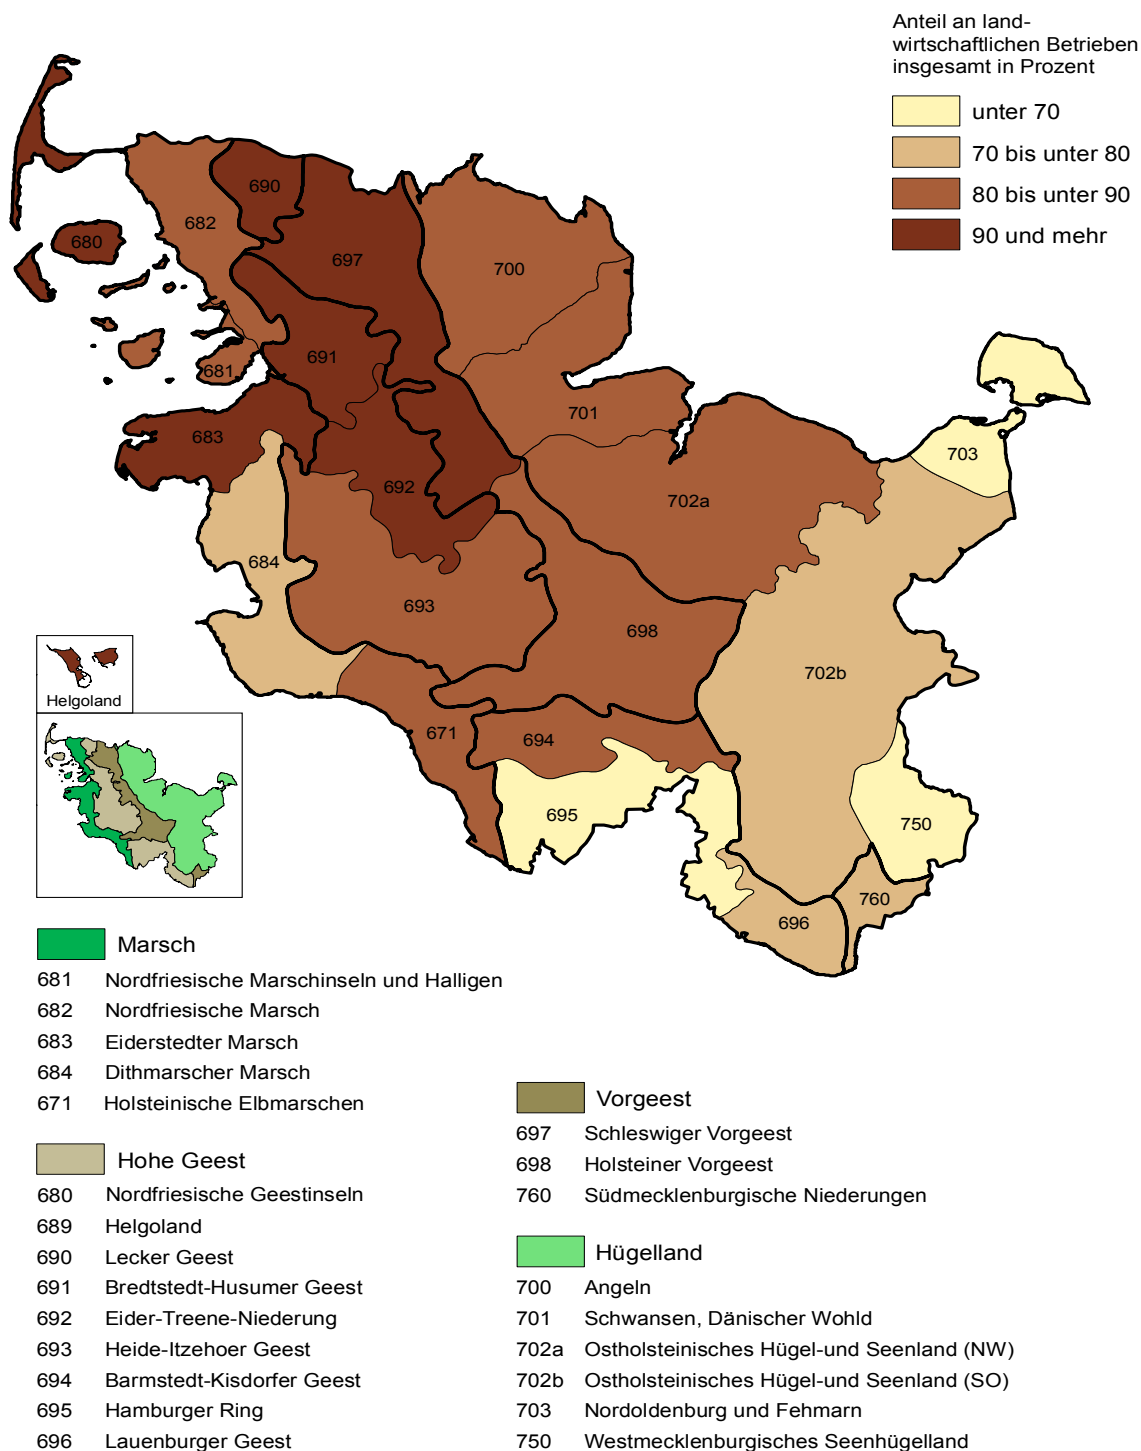 Anteil an land-
wirtschaftlichen Betrieben
insgesamt in Prozent
unter 70
70 bis unter 80
80 bis unter 90
90 und mehr
690
682
680
697
700
691
681
701
683
703
692
702a
684
693
698
702b
Helgoland
671
694
695
750
760
696
Marsch
681 Nordfriesische Marschinseln und Halligen
682 Nordfriesische Marsch
683 Eiderstedter Marsch
684 Dithmarscher Marsch
671 Holsteinische Elbmarschen
Hohe Geest
680 Nordfriesische Geestinseln
689 Helgoland
690 Lecker Geest
691 Bredtstedt-Husumer Geest
692 Eider-Treene-Niederung
693 Heide-Itzehoer Geest
694 Barmstedt-Kisdorfer Geest
695 Hamburger Ring
696 Lauenburger Geest
Vorgeest
697 Schleswiger Vorgeest
698 Holsteiner Vorgeest
760 Südmecklenburgische Niederungen
Hügelland
700 Angeln
701 Schwansen, Dänischer Wohld
702a Ostholsteinisches Hügel-und Seenland (NW)
702b Ostholsteinisches Hügel-und Seenland (SO)
703 Nordoldenburg und Fehmarn
750 Westmecklenburgisches Seenhügelland